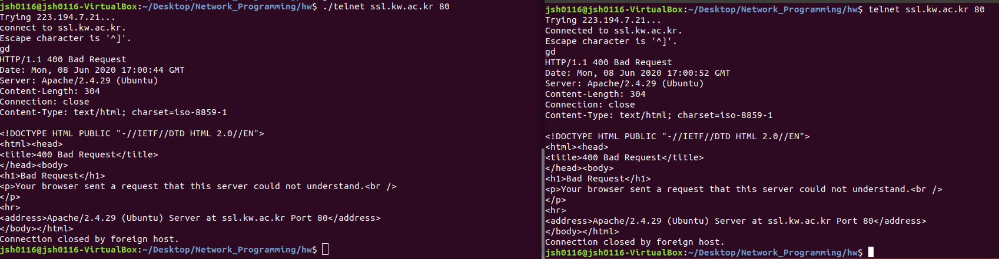 jsh0116@jsh0116-VirtualBox:~/Desktop/Network_Programming/hw$ ./telnet ssl.kw.ac.kr 80
Trying 223.194.7.21...
connect to ssl.kw.ac.kr.
Escape character is '^]'.
gd
HTTP/1.1 400 Bad Request
Date: Mon, 08 Jun 2020 17:00:44 GMT
Server: Apache/2.4.29 (Ubuntu)
Content-Length: 304
Connection: close
Content-Type: text/html; charset=iso-8859-1

<!DOCTYPE HTML PUBLIC "-//IETF//DTD HTML 2.0//EN">
<html><head>
<title>400 Bad Request</title>
</head><body>
<h1>Bad Request</h1>
<p>Your browser sent a request that this server could not understand.<br />
</p>
<hr>
<address>Apache/2.4.29 (Ubuntu) Server at ssl.kw.ac.kr Port 80</address>
</body></html>
Connection closed by foreign host.
jsh0116@jsh0116-VirtualBox:~/Desktop/Network_Programming/hw$
jsh0116@jsh0116-VirtualBox:~/Desktop/Network_Programming/hw$ telnet ssl.kw.ac.kr 80
Trying 223.194.7.21...
Connected to ssl.kw.ac.kr.
Escape character is '^]'.
gd
HTTP/1.1 400 Bad Request
Date: Mon, 08 Jun 2020 17:00:52 GMT
Server: Apache/2.4.29 (Ubuntu)
Content-Length: 304
Connection: close
Content-Type: text/html; charset=iso-8859-1

<!DOCTYPE HTML PUBLIC "-//IETF//DTD HTML 2.0//EN">
<html><head>
<title>400 Bad Request</title>
</head><body>
<h1>Bad Request</h1>
<p>Your browser sent a request that this server could not understand.<br />
</p>
<hr>
<address>Apache/2.4.29 (Ubuntu) Server at ssl.kw.ac.kr Port 80</address>
</body></html>
Connection closed by foreign host.
jsh0116@jsh0116-VirtualBox:~/Desktop/Network_Programming/hw$